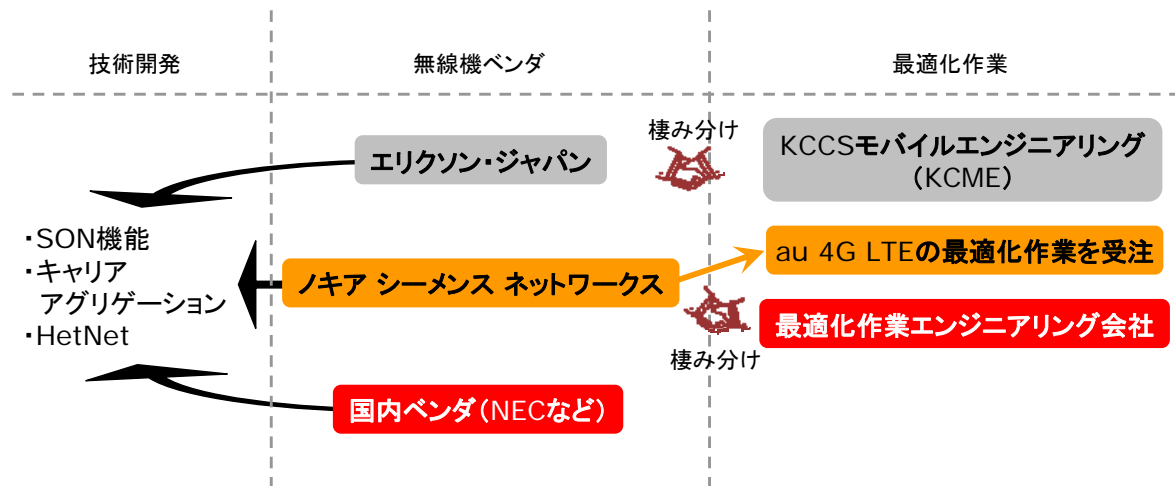 技術開発
無線機ベンダ
最適化作業
棲み分け
エリクソン・ジャパン
KCCSモバイルエンジニアリング
（KCME）
・SON機能
・キャリア
アグリゲーション
・HetNet
ノキア シーメンス ネットワークス
au 4G LTEの最適化作業を受注
最適化作業エンジニアリング会社
棲み分け
国内ベンダ（NECなど）